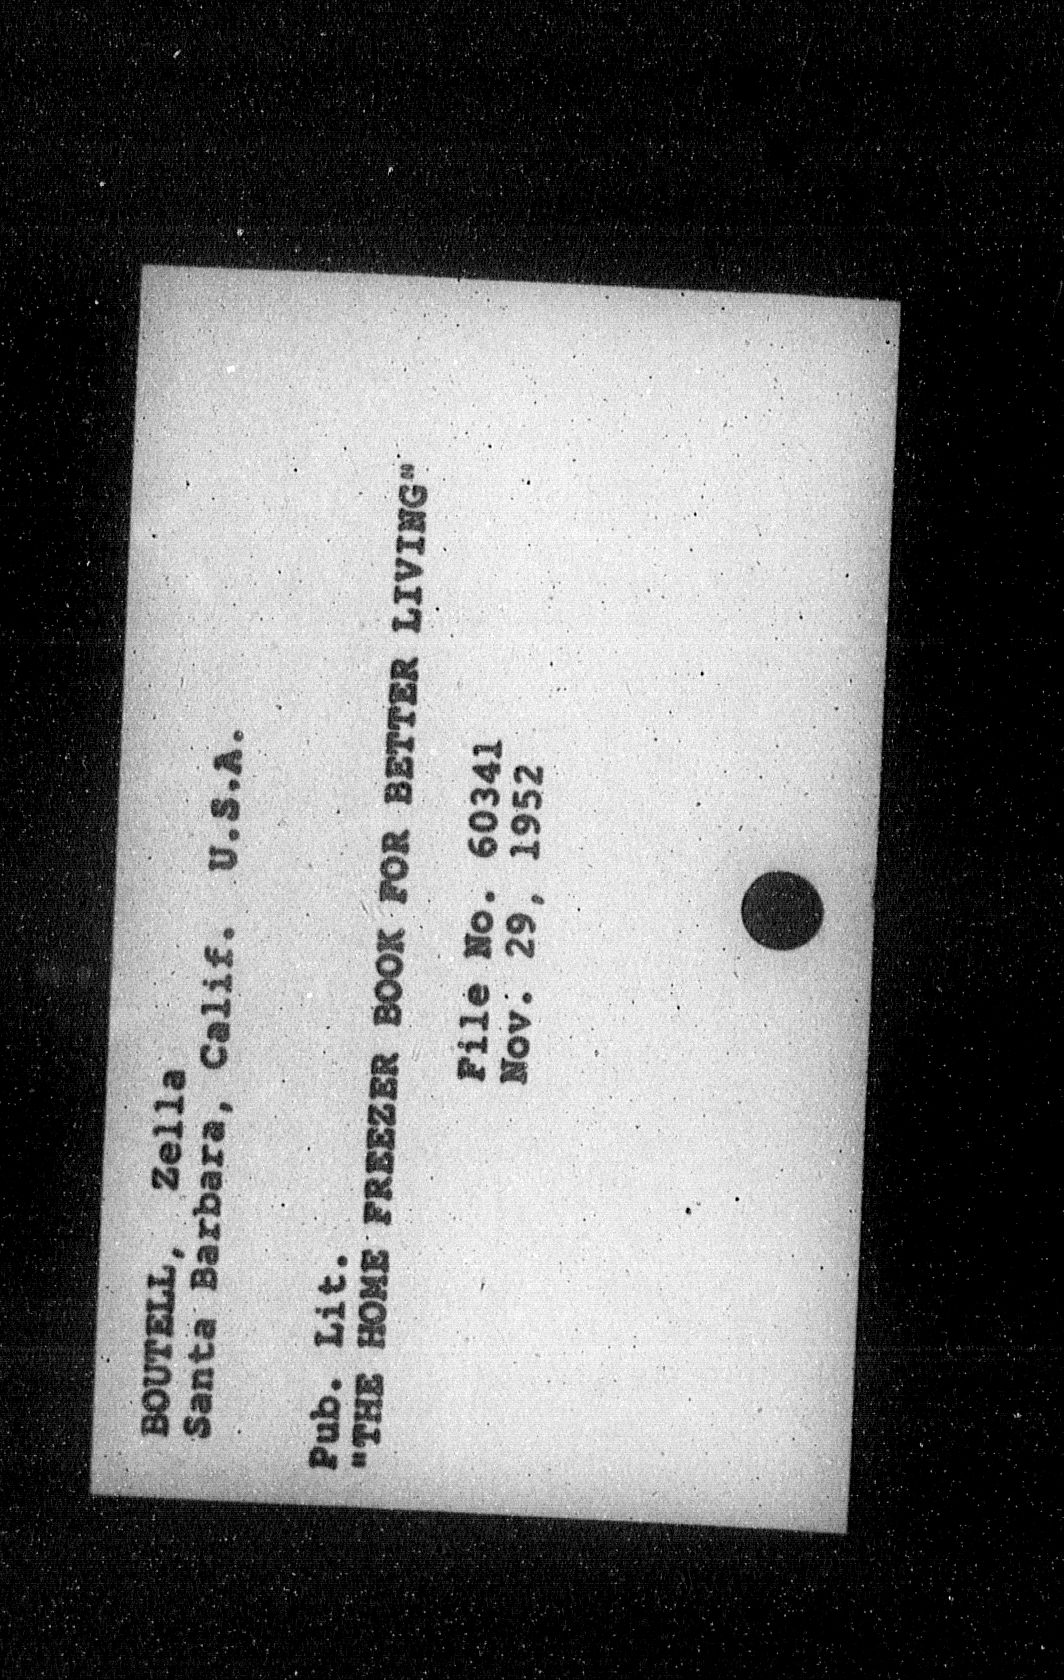 BOUTELL, Zella
Santa Barbara, Calif. U.S.A.
Pub. Lit.
"THE HOME FREEZER BOOK FOR BETTER LIVING"
File No. 60341
Nov. 29, 1952